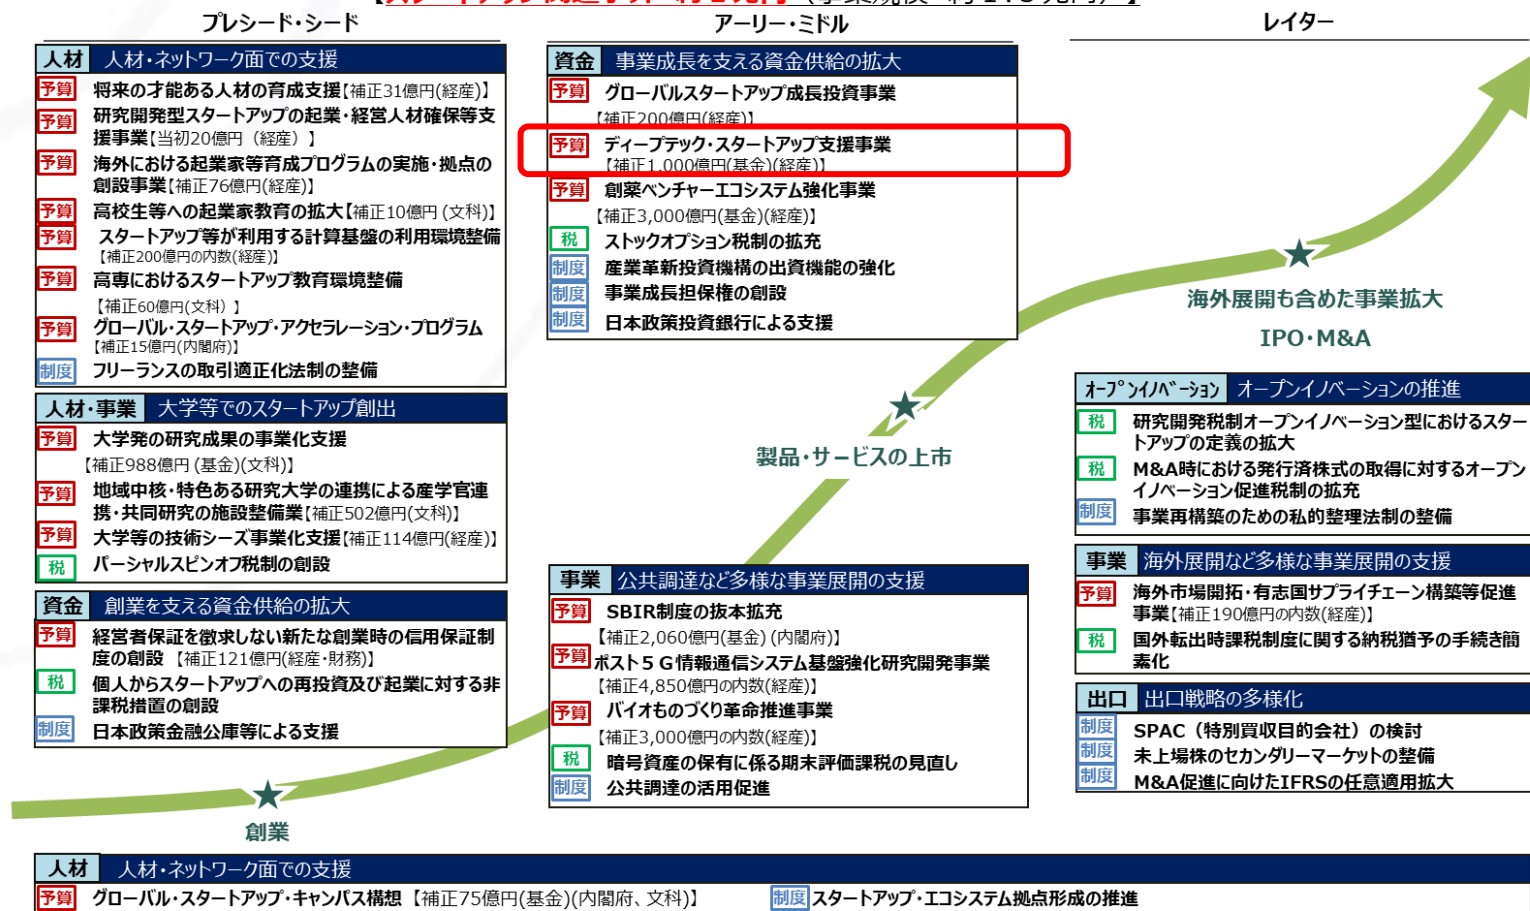 プレシード・シード
人材 人材・ネットワーク面での支援
予算 将来の才能ある人材の育成支援【補正31億円(経産)】
予算 研究開発型スタートアップの起業・経営人材確保等支
援事業【当初20億円（経産）】
予算 海外における起業家等育成プログラムの実施・拠点の
創設事業【補正76億円(経産)】
予算 高校生等への起業家教育の拡大【補正10億円 (文科)】
予算 スタートアップ等が利用する計算基盤の利用環境整備
【補正200億円の内数(経産)】
予算 高専におけるスタートアップ教育環境整備
【補正60億円(文科) 】
予算 グローバル・スタートアップ・アクセラレーション・プログラム
【補正15億円(内閣府)】
制度 フリーランスの取引適正化法制の整備
人材・事業 大学等でのスタートアップ創出
予算 大学発の研究成果の事業化支援
【補正988億円 (基金)(文科)】
予算 地域中核・特色ある研究大学の連携による産学官連
携・共同研究の施設整備業【補正502億円(文科)】
予算 大学等の技術シーズ事業化支援【補正114億円(経産)】
税 パーシャルスピンオフ税制の創設
資金 創業を支える資金供給の拡大
予算 経営者保証を徴求しない新たな創業時の信用保証制
度の創設 【補正121億円(経産・財務)】
税 個人からスタートアップへの再投資及び起業に対する非
課税措置の創設
制度 日本政策金融公庫等による支援
創業
アーリー・ミドル
資金 事業成長を支える資金供給の拡大
予算 グローバルスタートアップ成長投資事業
【補正200億円(経産)】
予算 ディープテック・スタートアップ支援事業
【補正1,000億円(基金)(経産)】
予算 創薬ベンチャーエコシステム強化事業
【補正3,000億円(基金)(経産)】
税 ストックオプション税制の拡充
制度 産業革新投資機構の出資機能の強化
制度 事業成長担保権の創設
制度 日本政策投資銀行による支援
製品・サービスの上市
事業 公共調達など多様な事業展開の支援
予算 SBIR制度の抜本拡充
【補正2,060億円(基金) (内閣府)】
予算 ポスト５G情報通信システム基盤強化研究開発事業
【補正4,850億円の内数(経産)】
予算 バイオものづくり革命推進事業
【補正3,000億円の内数(経産)】
税 暗号資産の保有に係る期末評価課税の見直し
制度 公共調達の活用促進
レイター
海外展開も含めた事業拡大
IPO・M&A
ｵｰﾌﾟﾝｲﾉﾍﾞｰｼｮﾝ オープンイノベーションの推進
税 研究開発税制オープンイノベーション型におけるスター
トアップの定義の拡大
税 M&A時における発行済株式の取得に対するオープン
イノベーション促進税制の拡充
制度 事業再構築のための私的整理法制の整備
事業 海外展開など多様な事業展開の支援
予算 海外市場開拓・有志国サプライチェーン構築等促進
事業【補正190億円の内数(経産)】
税 国外転出時課税制度に関する納税猶予の手続き簡
素化
出口 出口戦略の多様化
制度 SPAC（特別買収目的会社）の検討
制度 未上場株のセカンダリーマーケットの整備
制度 M&A促進に向けたIFRSの任意適用拡大
人材 人材・ネットワーク面での支援
予算 グローバル・スタートアップ・キャンパス構想【補正75億円(基金)(内閣府、文科)】
制度 スタートアップ・エコシステム拠点形成の推進